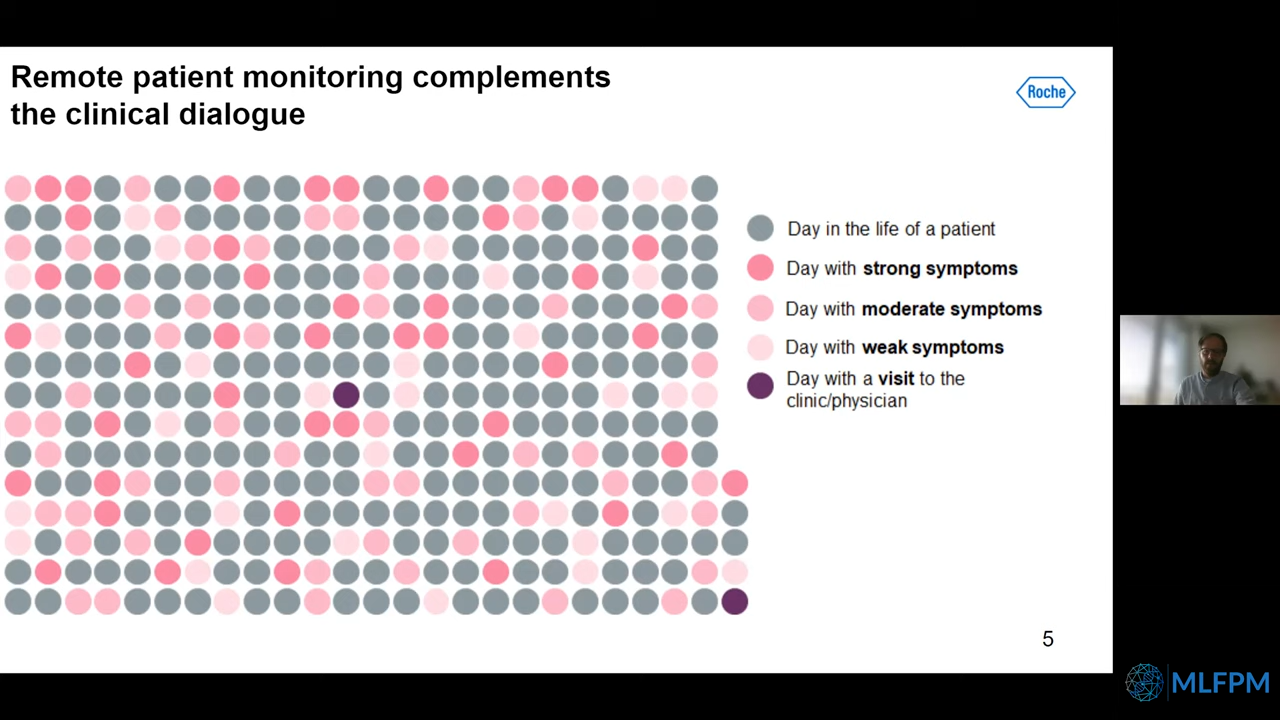 Remote patient monitoring complements
the clinical dialogue
Roche
Day in the life of a patient
Day with strong symptoms
Day with moderate symptoms
Day with weak symptoms
Day with a visit to the
clinic/physician
5
MLFPM